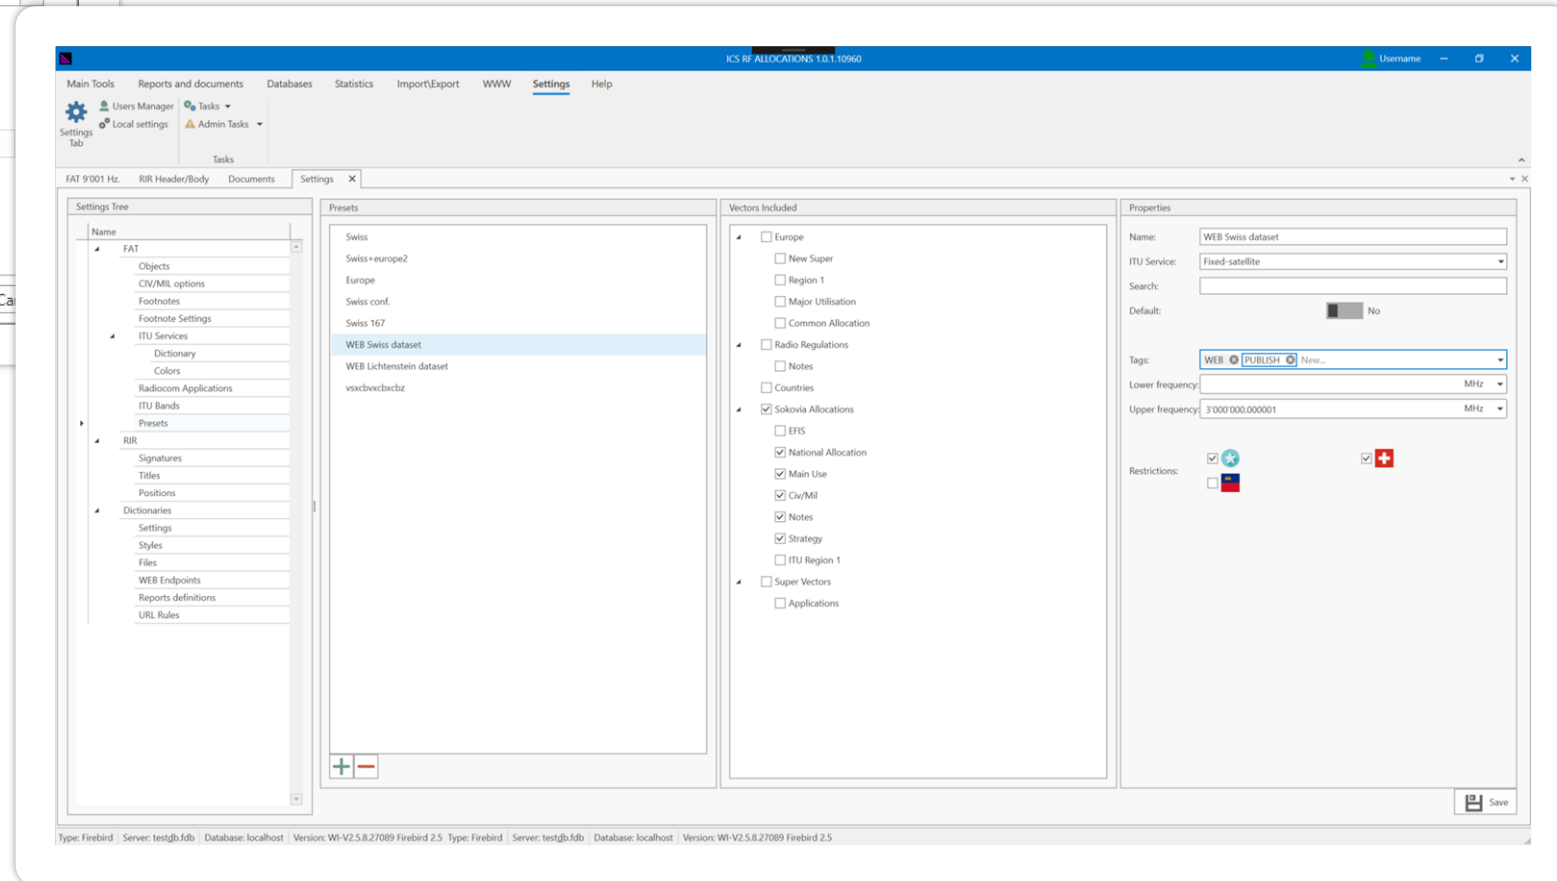 ICS RF ALLOCATIONS 1.0.1.10960
Username
Main Tools Reports and documents Databases Statistics Import\Export WWW Settings Help
Settings Tab
Users Manager
Local settings
Tasks
Admin Tasks
Tasks
FAT 9'001 Hz. RIR Header/Body Documents Settings
Settings Tree
Name
FAT
Objects
CIV/MIL options
Footnotes
Footnote Settings
ITU Services
Dictionary
Colors
Radiocom Applications
ITU Bands
Presets
RIR
Signatures
Titles
Positions
Dictionaries
Settings
Styles
Files
WEB Endpoints
Reports definitions
URL Rules
Presets
Swiss
Swiss+europe2
Europe
Swiss conf.
Swiss 167
WEB Swiss dataset
WEB Lichtenstein dataset
vsxcbvxcbxcbz
Vectors Included
Europe
New Super
Region 1
Major Utilisation
Common Allocation
Radio Regulations
Notes
Countries
Sokovia Allocations
EFIS
National Allocation
Main Use
Civ/Mil
Notes
Strategy
ITU Region 1
Super Vectors
Applications
Properties
Name: WEB Swiss dataset
ITU Service: Fixed-satellite
Search:
Default: No
Tags: WEB PUBLISH New...
Lower frequency: MHz
Upper frequency: 3'000'000.000001 MHz
Restrictions:
Save
Type: Firebird Server: testdb.fdb Database: localhost Version: WI-V2.5.8.27089 Firebird 2.5 Type: Firebird Server: testdb.fdb Database: localhost Version: WI-V2.5.8.27089 Firebird 2.5